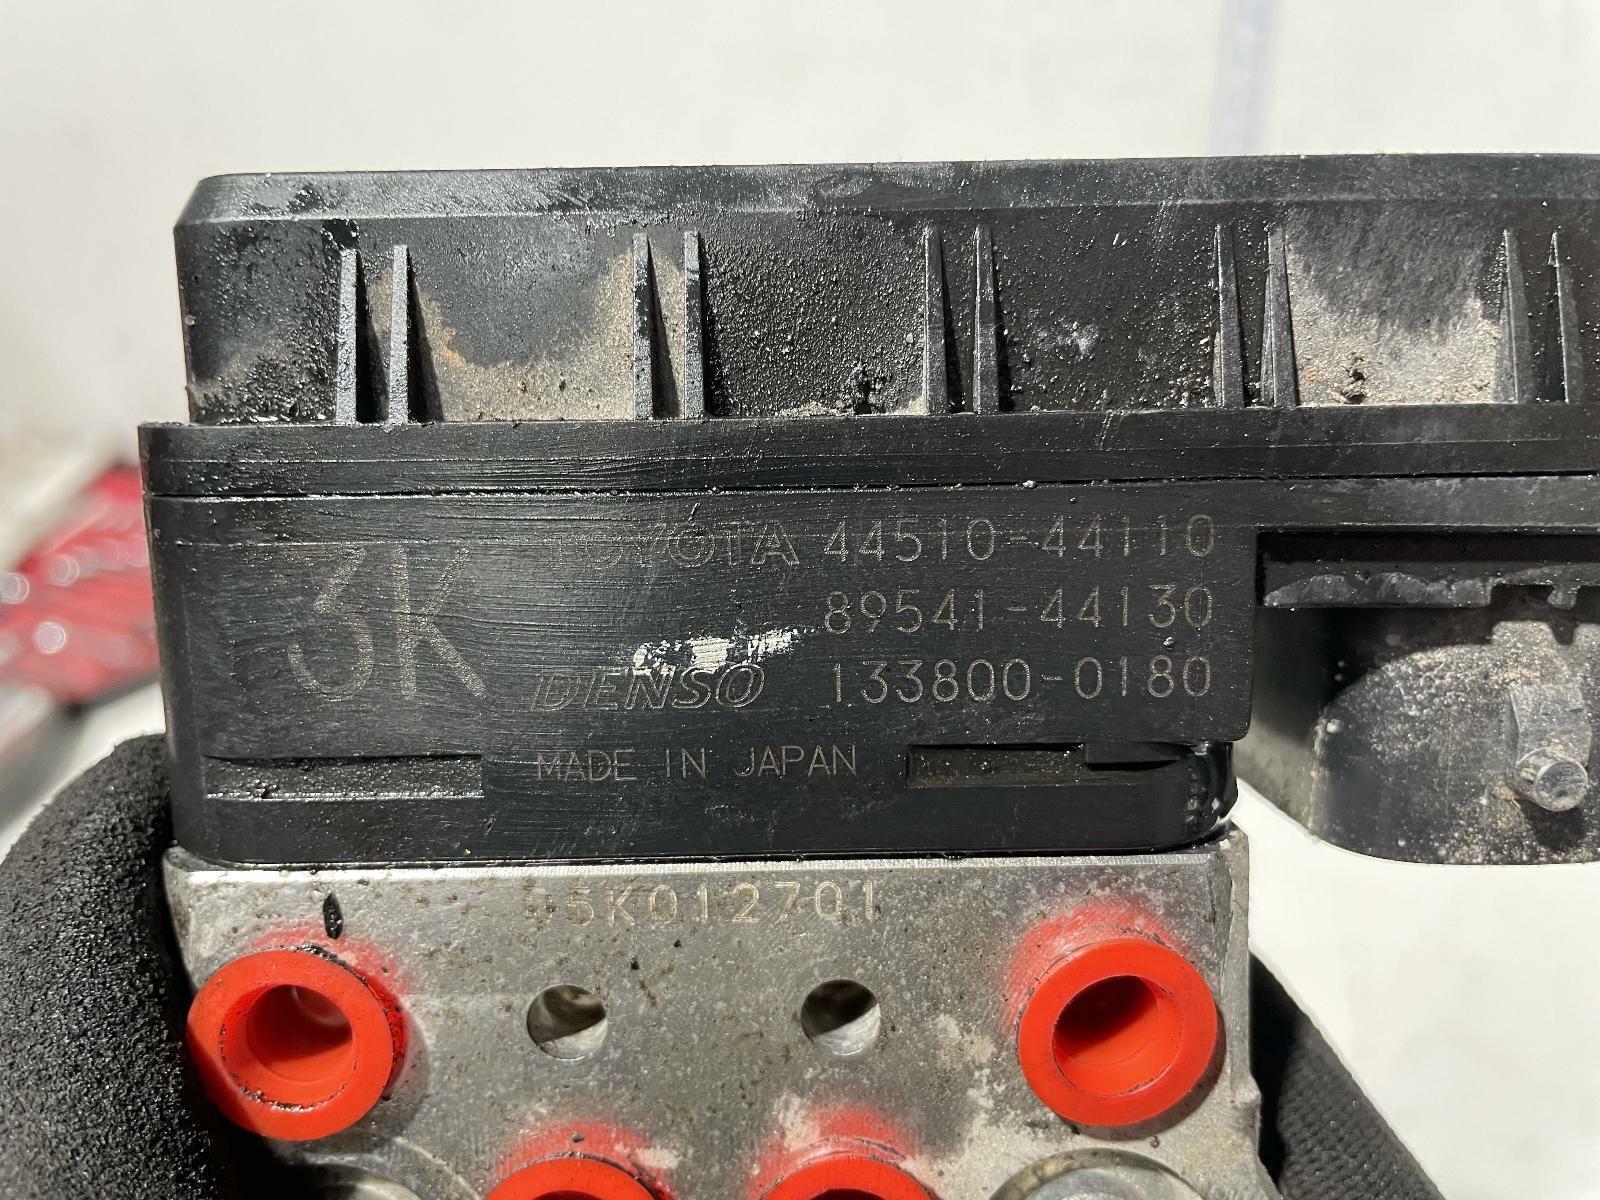 3K
TOYOTA 44510-44110
89541-44130
DENSO 133800-0180
MADE IN JAPAN
05K012701